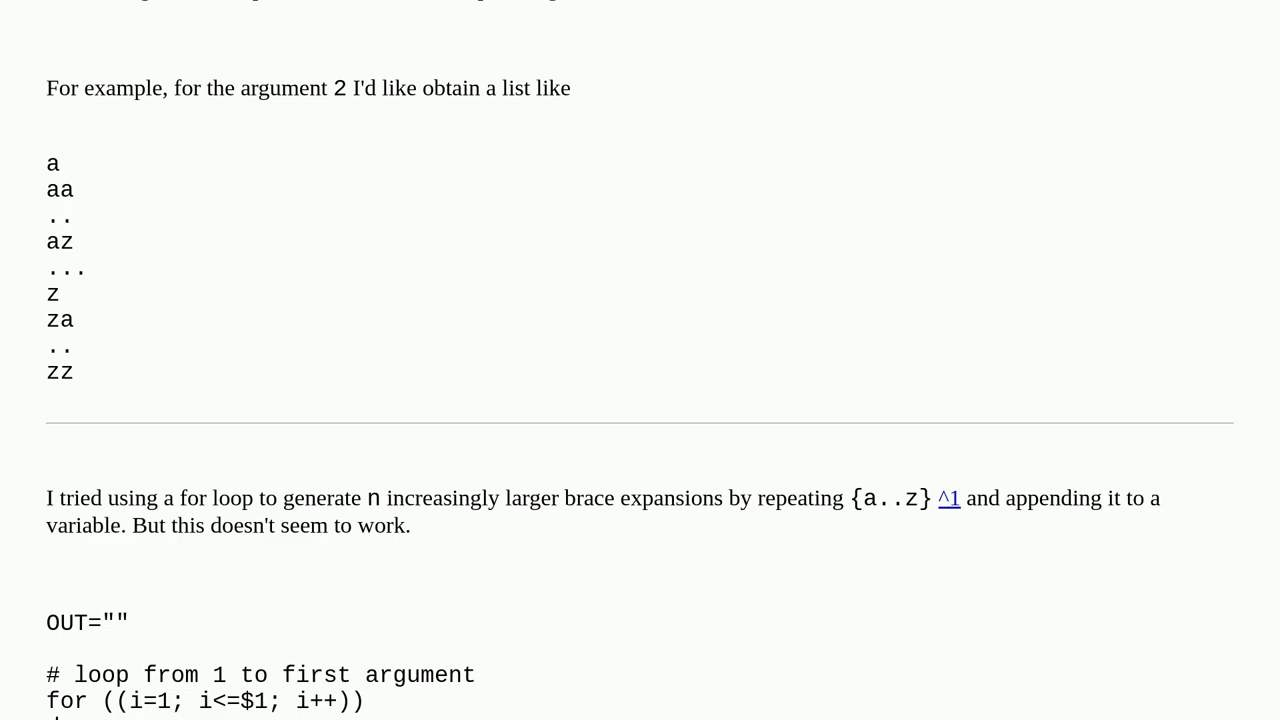 For example, for the argument 2 I'd like obtain a list like
a
aa
..
az
...
z
za
..
zz
I tried using a for loop to generate n increasingly larger brace expansions by repeating {a..z} ^1 and appending it to a
variable. But this doesn't seem to work.
OUT=""
# loop from 1 to first argument
for ((i=1; i<=$1; i++))